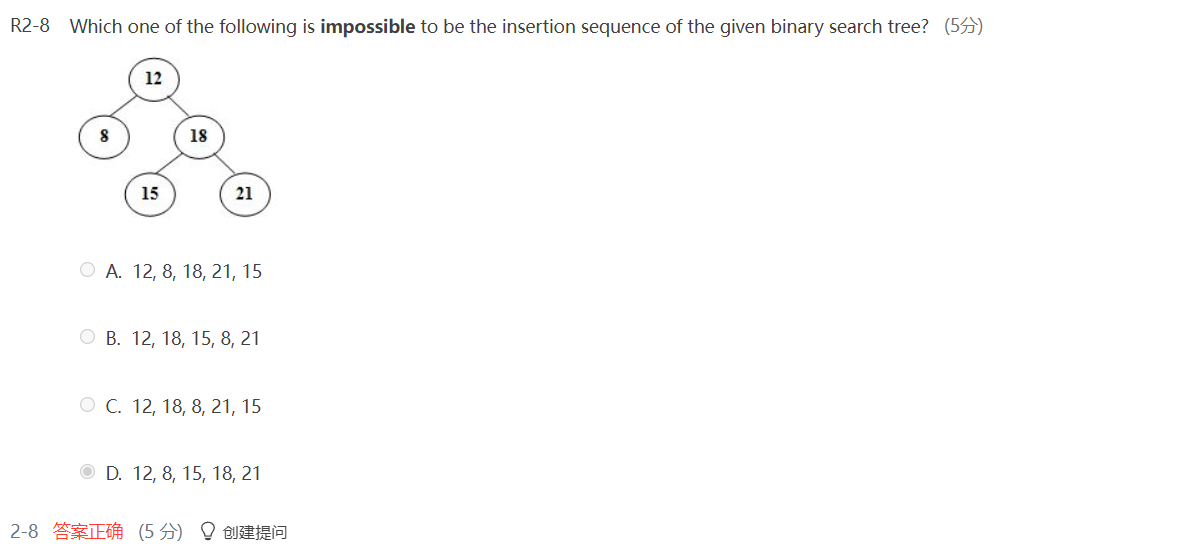 R2-8 Which one of the following is impossible to be the insertion sequence of the given binary search tree? (5分)
12
8 18
15 21
A. 12, 8, 18, 21, 15
B. 12, 18, 15, 8, 21
C. 12, 18, 8, 21, 15
D. 12, 8, 15, 18, 21
2-8 答案正确 (5 分) 创建提问